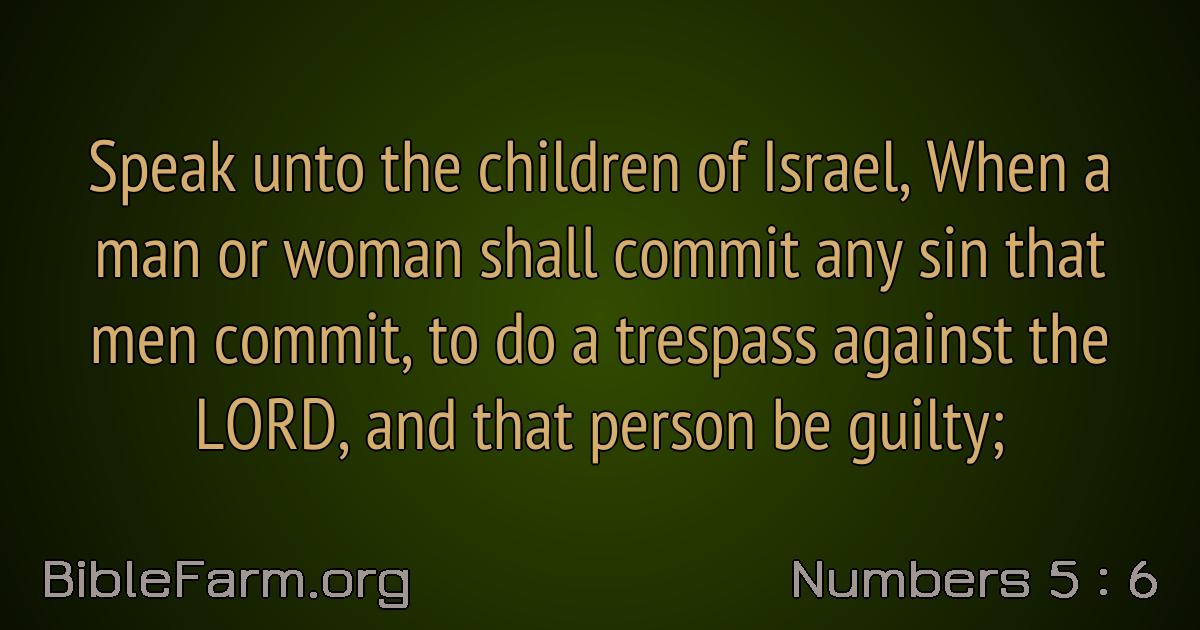 Speak unto the children of Israel, When a
man or woman shall commit any sin that
men commit, to do a trespass against the
LORD, and that person be guilty;
BibleFarm.org
Numbers 5 : 6